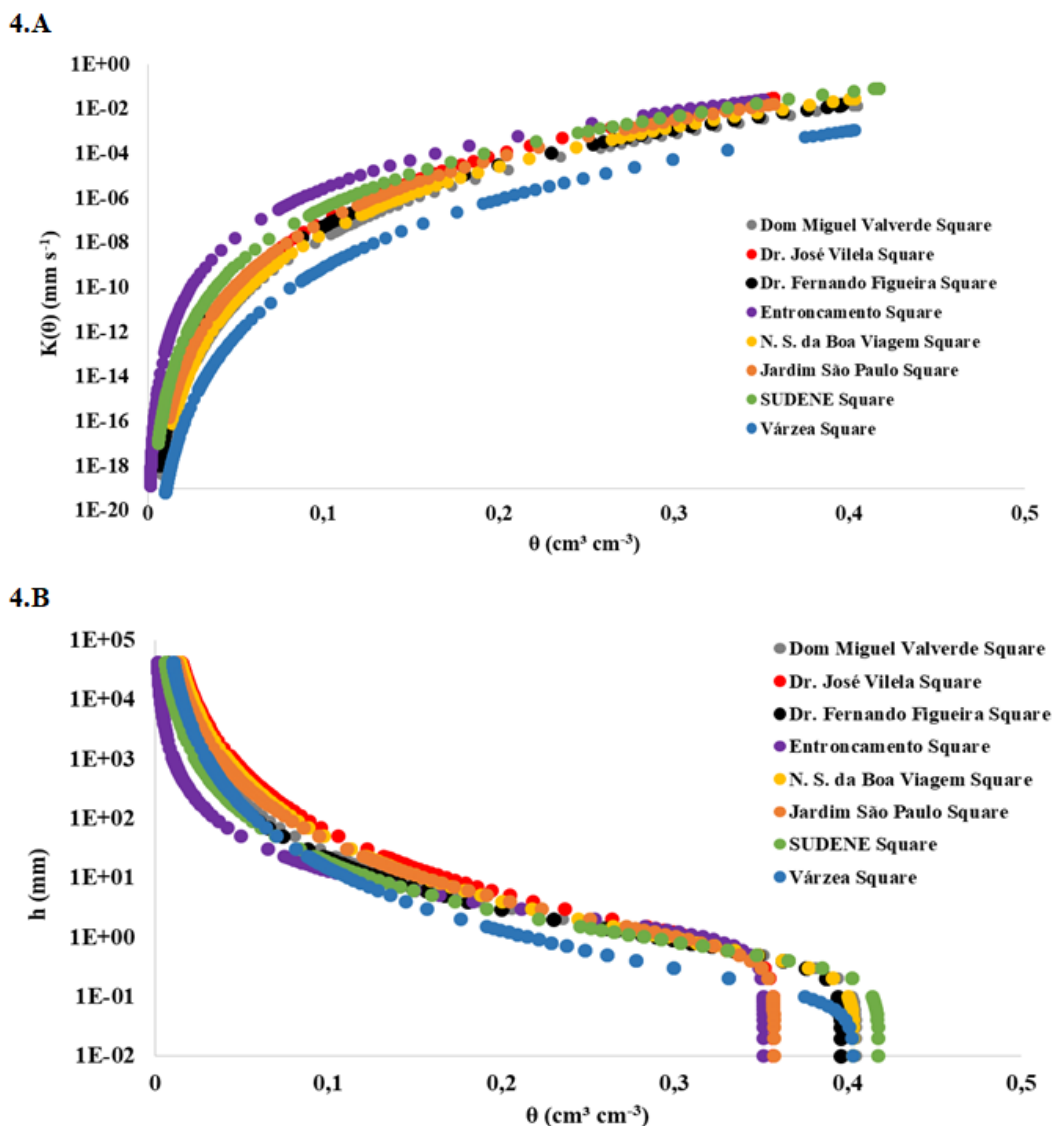 4.A
1E+00
1E-02
1E-04
1E-06
1E-08
1E-10
1E-12
1E-14
1E-16
1E-18
1E-20
K(θ) (mm s⁻¹)
Dom Miguel Valverde Square
Dr. José Vilela Square
Dr. Fernando Figueira Square
Entroncamento Square
N. S. da Boa Viagem Square
Jardim São Paulo Square
SUDENE Square
Várzea Square
0 0,1 0,2 0,3 0,4 0,5
θ (cm³ cm⁻³)
4.B
1E+05
1E+04
1E+03
1E+02
1E+01
1E+00
1E-01
1E-02
h (mm)
Dom Miguel Valverde Square
Dr. José Vilela Square
Dr. Fernando Figueira Square
Entroncamento Square
N. S. da Boa Viagem Square
Jardim São Paulo Square
SUDENE Square
Várzea Square
0 0,1 0,2 0,3 0,4 0,5
θ (cm³ cm⁻³)